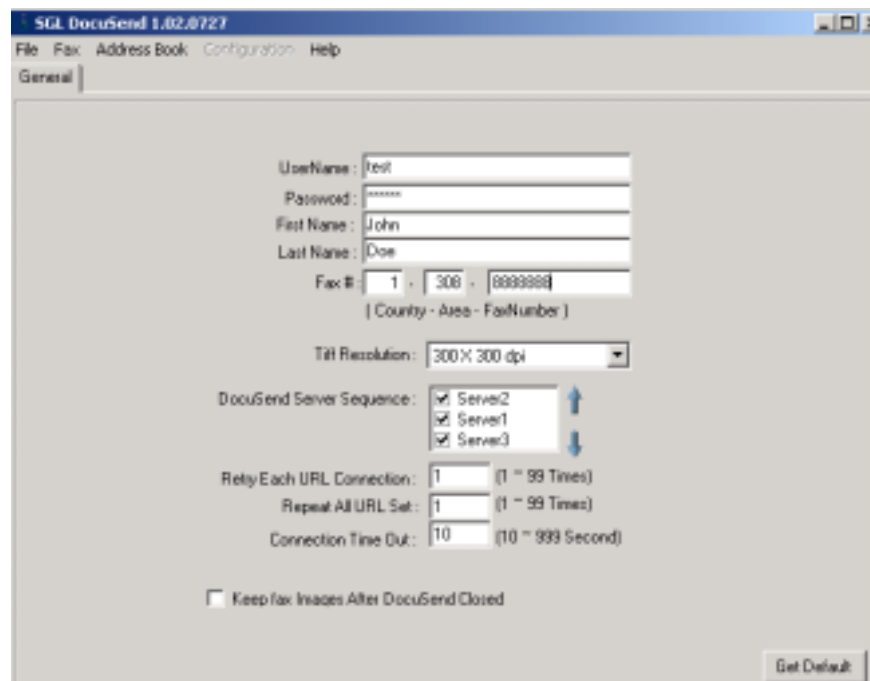 SGL DocuSend 1.02.0727
File Fax Address Book Configuration Help
General
UserName : test
Password : ******
First Name : John
Last Name : Doe
Fax # : 1 - 308 - 8888888
( Country - Area - FaxNumber )
Tiff Resolution : 300 X 300 dpi
DocuSend Server Sequence : Server2
Server1
Server3
Retry Each URL Connection : 1 (1 ~ 99 Times)
Repeat All URL Set : 1 (1 ~ 99 Times)
Connection Time Out : 10 (10 ~ 999 Second)
Keep fax Images After DocuSend Closed
Get Default